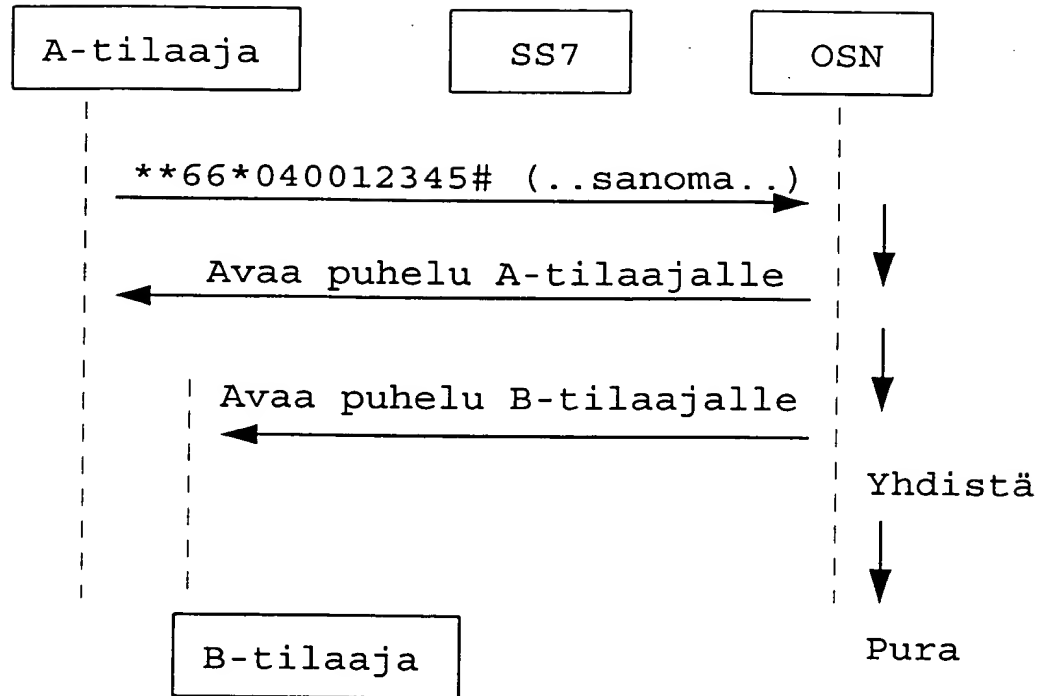 A-tilaaja
SS7
OSN
**66*040012345# (..sanoma..)
Avaa puhelu A-tilaajalle
Avaa puhelu B-tilaajalle
Yhdistä
Pura
B-tilaaja